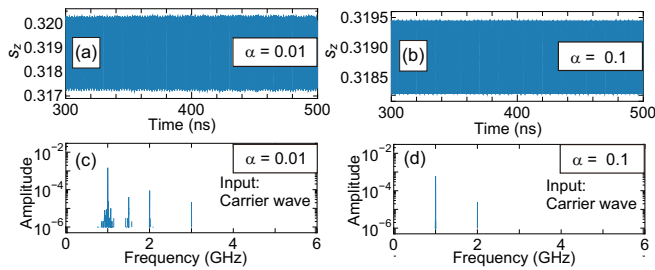 0.320
0.319
0.318
0.317
s_z
(a)
α = 0.01
300
400
500
Time (ns)
0.3195
0.3190
0.3185
s_z
(b)
α = 0.1
300
400
500
Time (ns)
10⁻²
10⁻⁴
10⁻⁶
Amplitude
(c)
α = 0.01
Input:
Carrier wave
0
2
4
6
Frequency (GHz)
10⁻²
10⁻⁴
10⁻⁶
Amplitude
(d)
α = 0.1
Input:
Carrier wave
0
2
4
6
Frequency (GHz)